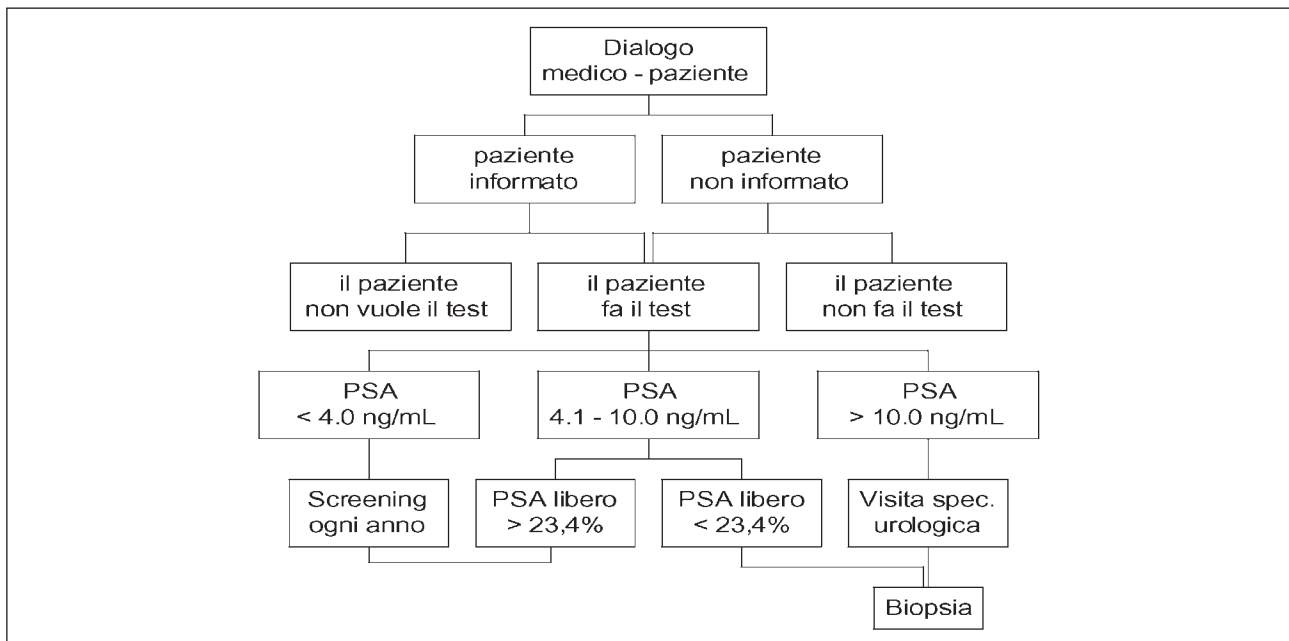 Dialogo
medico - paziente
paziente
informato
paziente
non informato
il paziente
non vuole il test
il paziente
fa il test
il paziente
non fa il test
PSA
< 4.0 ng/mL
PSA
4.1 - 10.0 ng/mL
PSA
> 10.0 ng/mL
Screening
ogni anno
PSA libero
> 23,4%
PSA libero
< 23,4%
Visita spec.
urologica
Biopsia